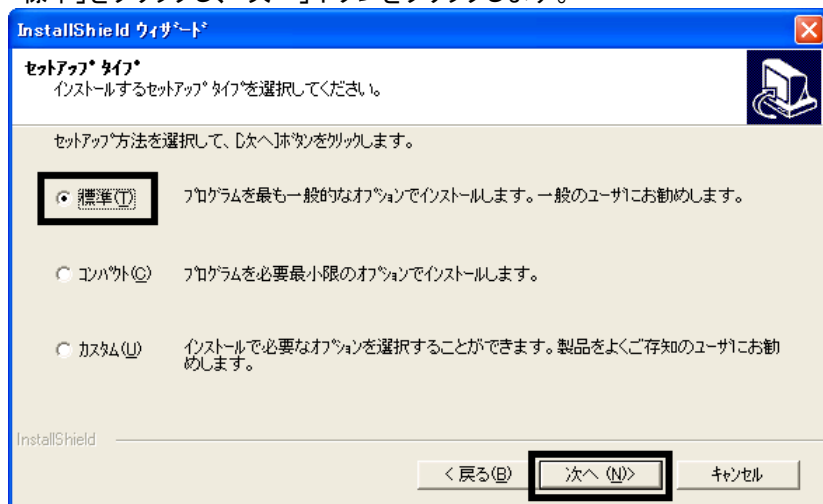 標準]をクリックし、[次へ]ボタンをクリックします。
InstallShield ウィザード
セットアップ タイプ
インストールするセットアップ タイプを選択してください。
セットアップ方法を選択して、[次へ]ボタンをクリックします。
標準(T) プログラムを最も一般的なオプションでインストールします。一般のユーザにお勧めします。
コンパクト(C) プログラムを必要最小限のオプションでインストールします。
カスタム(U) インストールで必要なオプションを選択することができます。製品をよくご存知のユーザにお勧
めします。
InstallShield
< 戻る(B) 次へ (N)> キャンセル